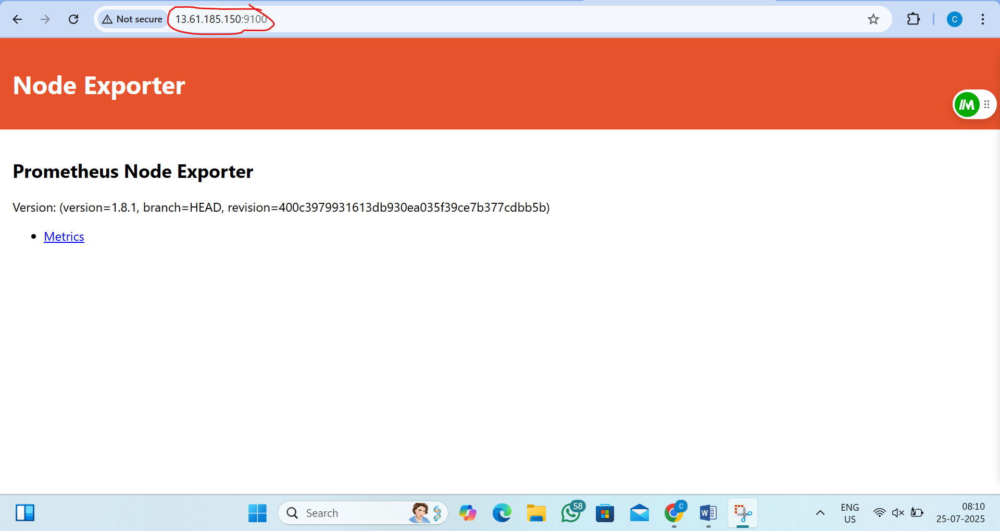 Not secure 13.61.185.150:9100
C
Node Exporter
Prometheus Node Exporter
Version: (version=1.8.1, branch=HEAD, revision=400c3979931613db930ea035f39ce7b377cdbb5b)
• Metrics
Search
58
C
W
ENG
US
08:10
25-07-2025